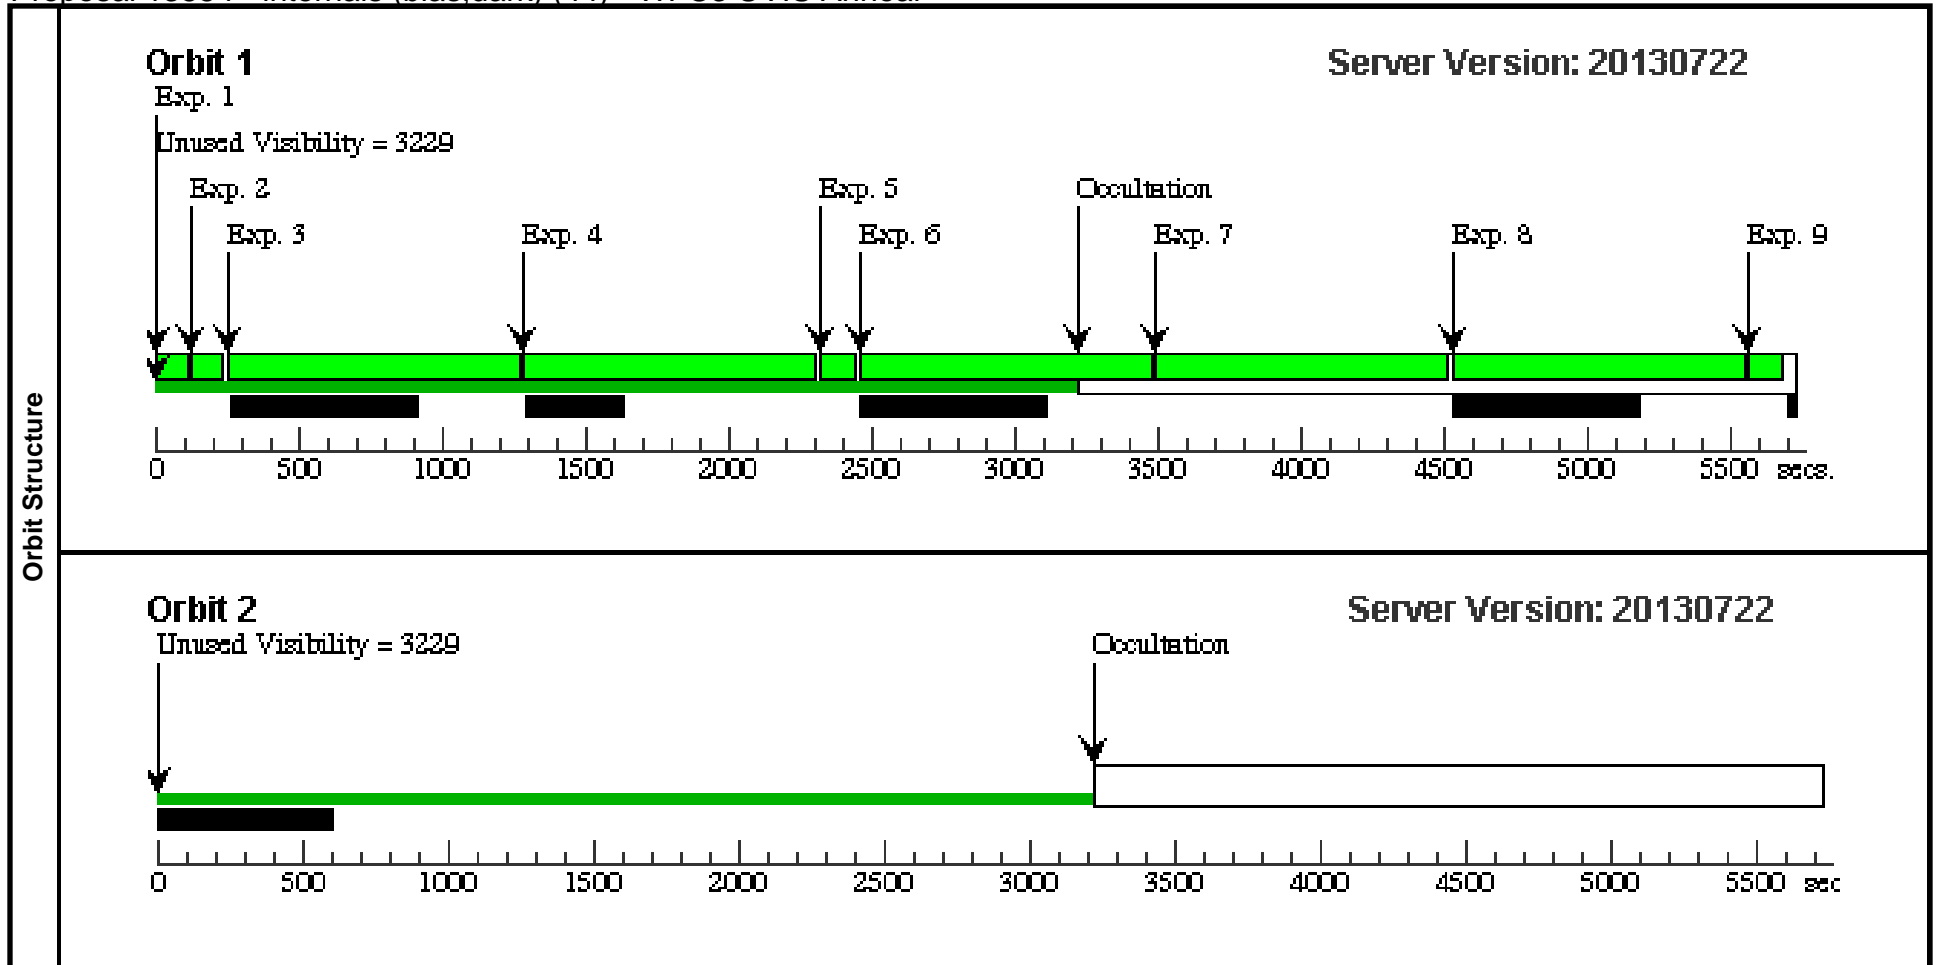 Orbit Structure
Orbit 1
Server Version: 20130722
Exp. 1
Unused Visibility = 3229
Exp. 2
Exp. 5
Occultation
Exp. 3
Exp. 4
Exp. 6
Exp. 7
Exp. 8
Exp. 9
0 500 1000 1500 2000 2500 3000 3500 4000 4500 5000 5500 secs.
Orbit 2
Server Version: 20130722
Unused Visibility = 3229
Occultation
0 500 1000 1500 2000 2500 3000 3500 4000 4500 5000 5500 sec